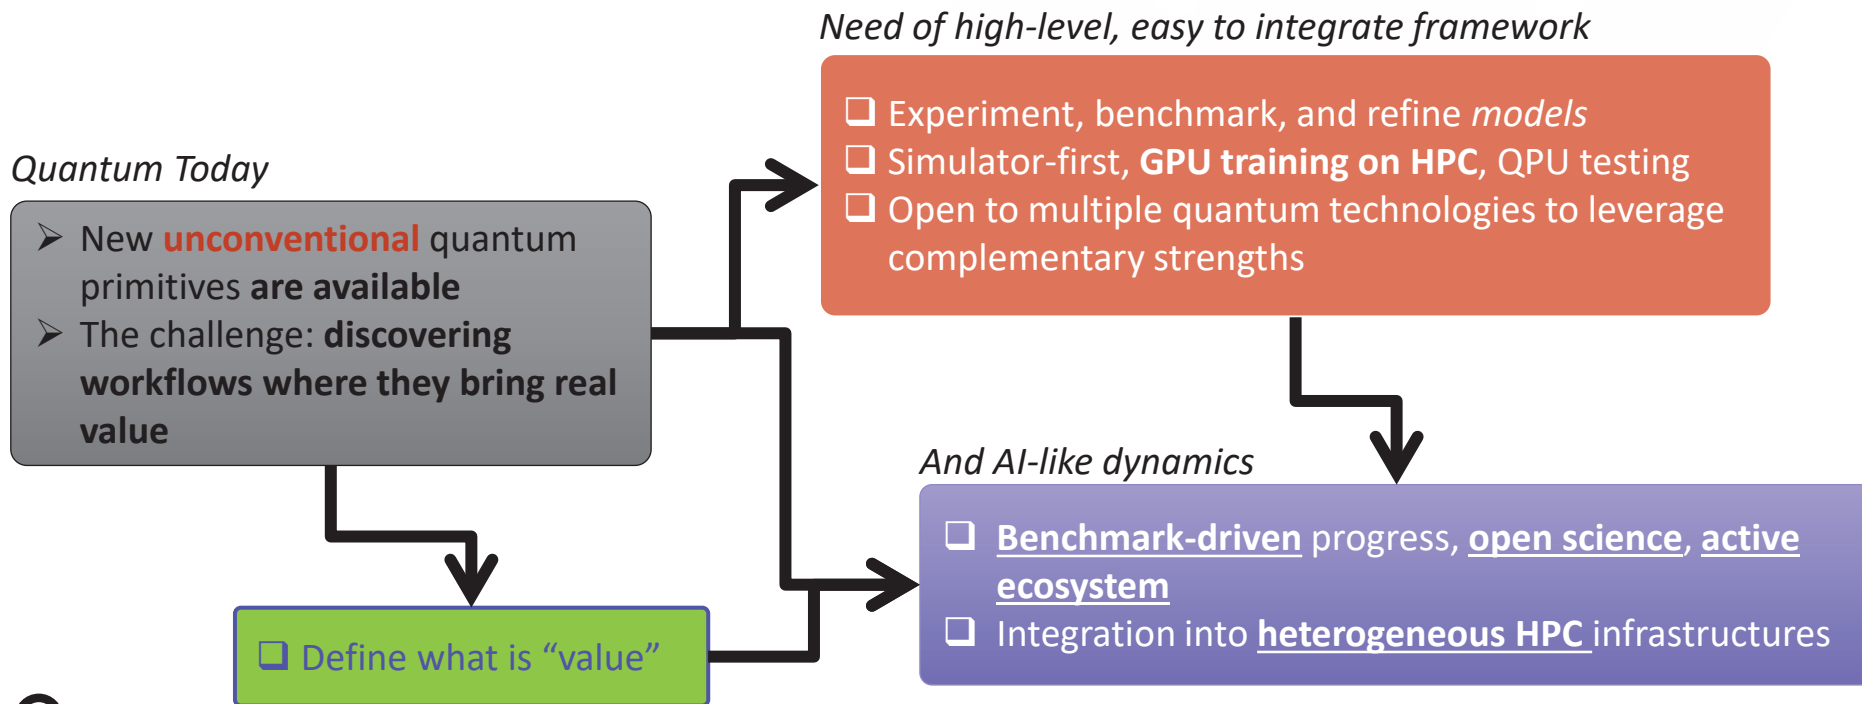 Need of high-level, easy to integrate framework
❑ Experiment, benchmark, and refine models
❑ Simulator-first, GPU training on HPC, QPU testing
❑ Open to multiple quantum technologies to leverage
complementary strengths
Quantum Today
➢ New unconventional quantum
primitives are available
➢ The challenge: discovering
workflows where they bring real
value
And AI-like dynamics
❑ Benchmark-driven progress, open science, active
ecosystem
❑ Integration into heterogeneous HPC infrastructures
❑ Define what is “value”